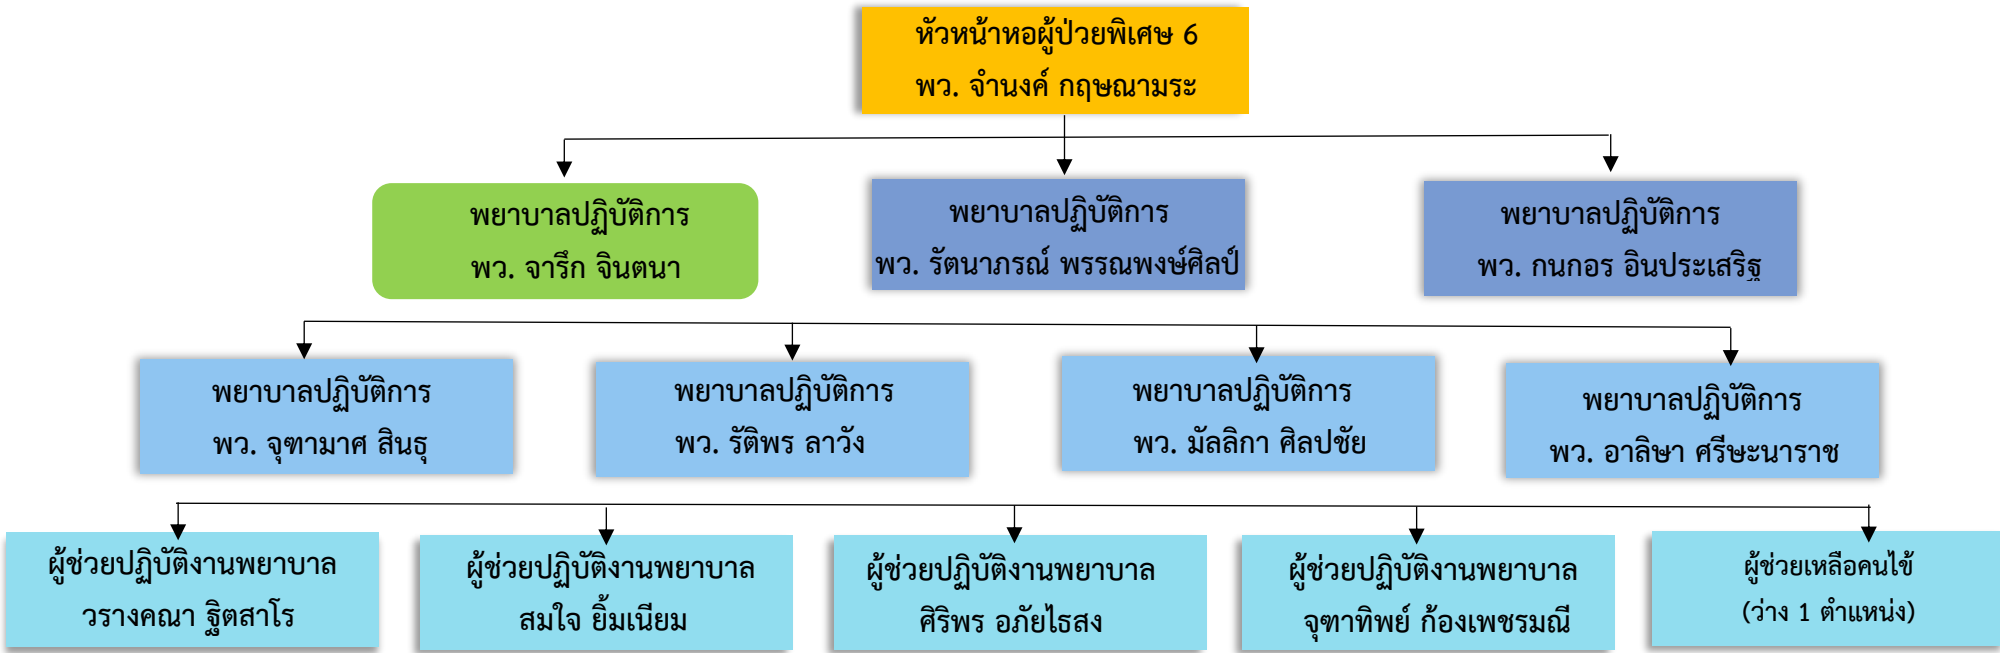 หัวหน้าหอผู้ป่วยพิเศษ 6
พว. จำนงค์ กฤษณามระ
พยาบาลปฏิบัติการ
พว. จารึก จินตนา
พยาบาลปฏิบัติการ
พว. รัตนาภรณ์ พรรณพงษ์ศิลป์
พยาบาลปฏิบัติการ
พว. กนกอร อินประเสริฐ
พยาบาลปฏิบัติการ
พว. จุฑามาศ สินธุ
พยาบาลปฏิบัติการ
พว. รัติพร ลาวัง
พยาบาลปฏิบัติการ
พว. มัลลิกา ศิลปชัย
พยาบาลปฏิบัติการ
พว. อาลิษา ศรีษะนาราช
ผู้ช่วยปฏิบัติงานพยาบาล
วรางคณา ฐิตสาโร
ผู้ช่วยปฏิบัติงานพยาบาล
สมใจ ยิ้มเนียม
ผู้ช่วยปฏิบัติงานพยาบาล
ศิริพร อภัยไธสง
ผู้ช่วยปฏิบัติงานพยาบาล
จุฑาทิพย์ ก้องเพชรมณี
ผู้ช่วยเหลือคนไข้
(ว่าง 1 ตำแหน่ง)